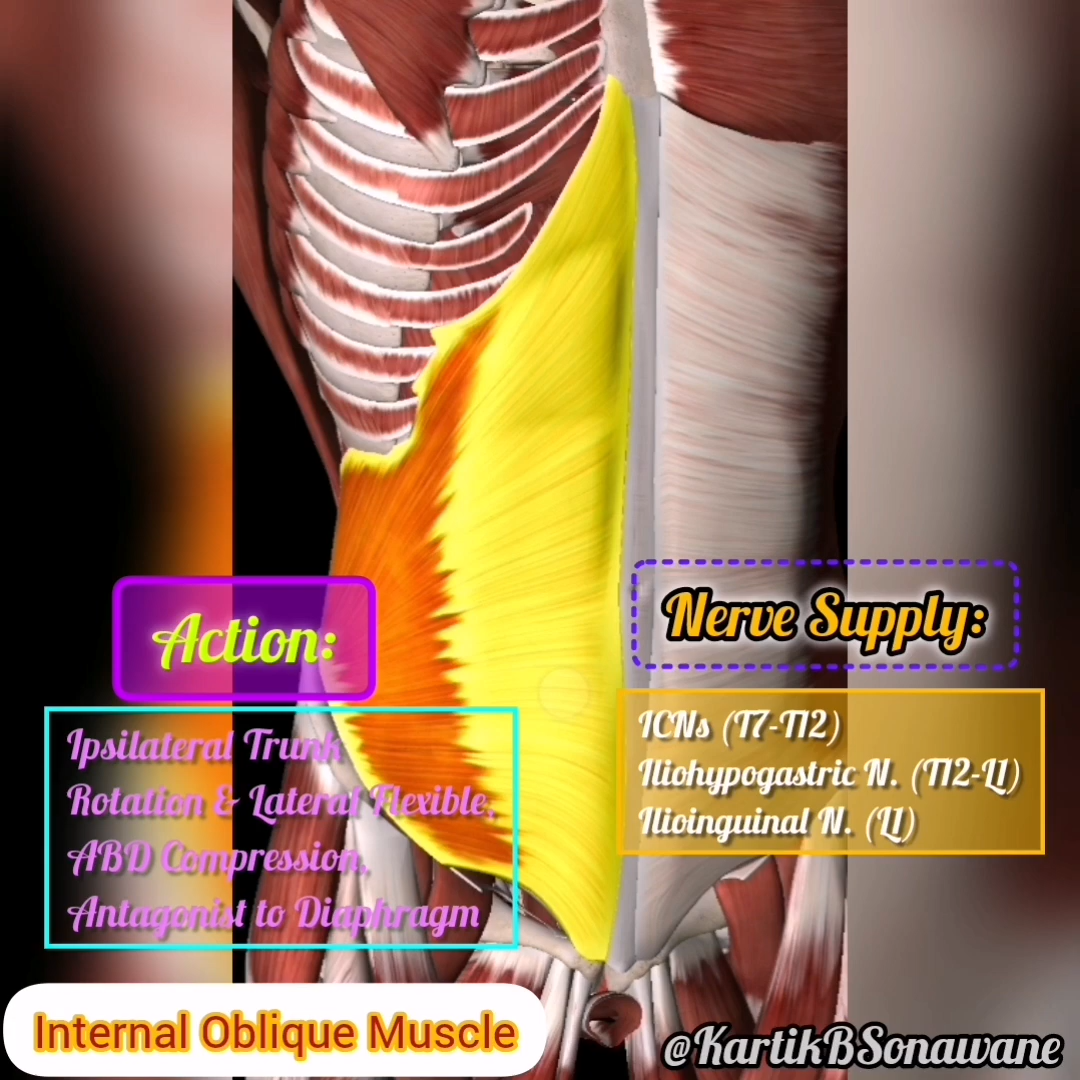 Action:
Ipsilateral Trunk
Rotation & Lateral Flexible,
ABD Compression,
Antagonist to Diaphragm
Nerve Supply:
ICNs (T7-T12)
Iliohypogastric N. (T12-L1)
Ilioinguinal N. (L1)
Internal Oblique Muscle
@KartikBSonawane